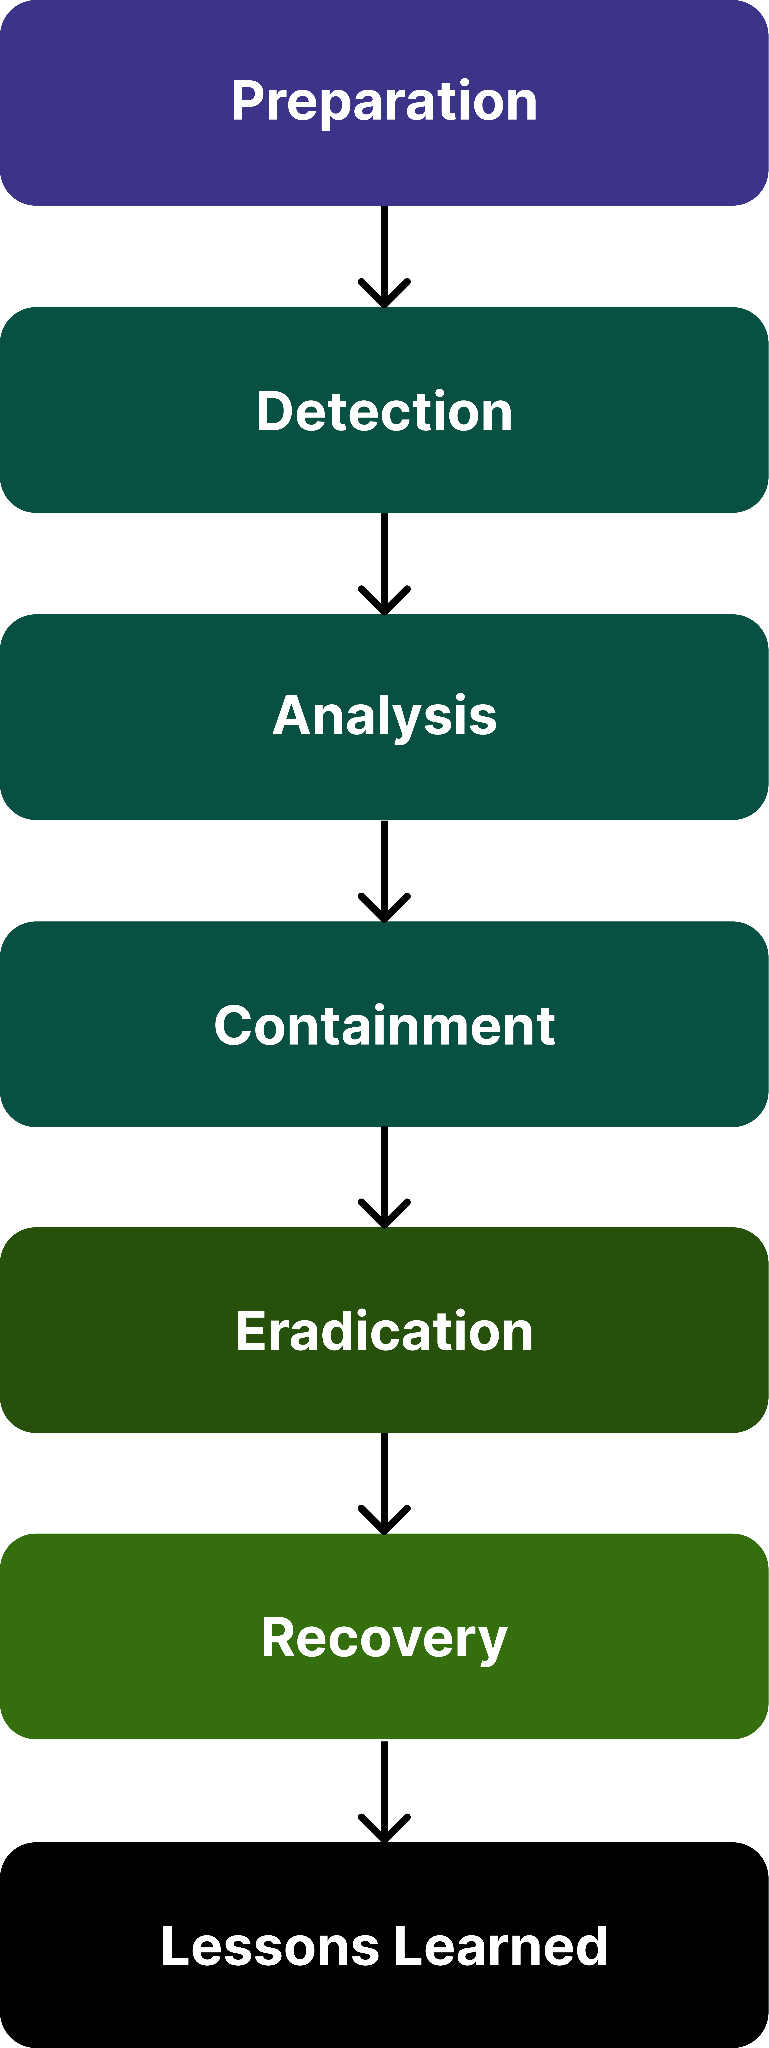 Preparation
Detection
Analysis
Containment
Eradication
Recovery
Lessons Learned